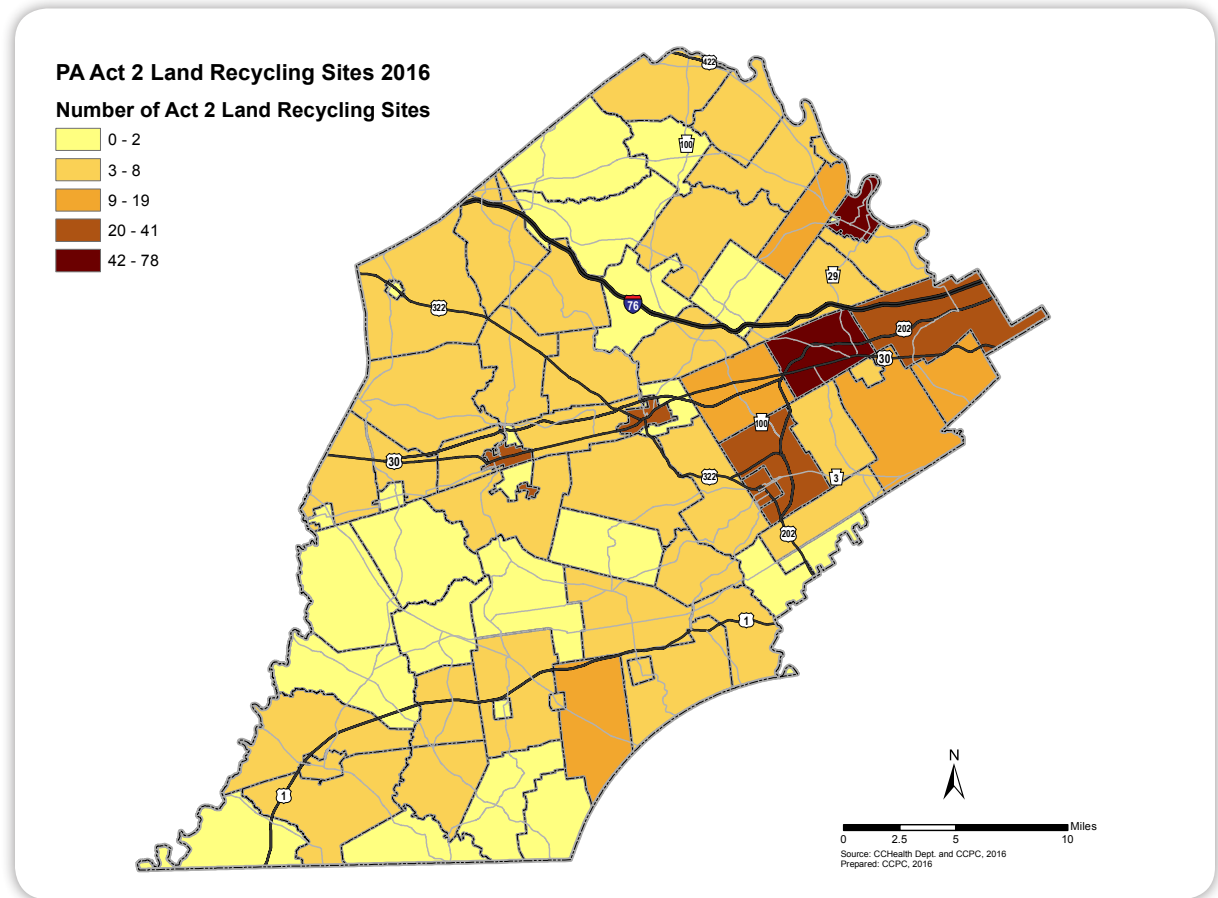 PA Act 2 Land Recycling Sites 2016
Number of Act 2 Land Recycling Sites
0 - 2
3 - 8
9 - 19
20 - 41
42 - 78
422
100
29
76
322
202
30
100
30
322
3
202
1
1
N
0 2.5 5 10 Miles
Source: CCHealth Dept. and CCPC, 2016
Prepared: CCPC, 2016